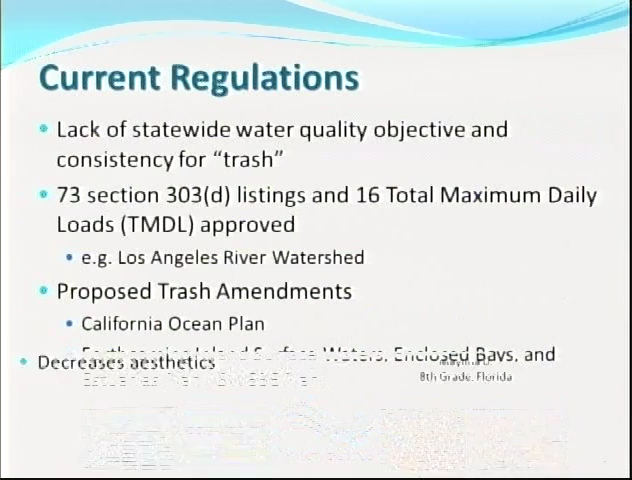 Current Regulations
Lack of statewide water quality objective and
consistency for “trash”
73 section 303(d) listings and 16 Total Maximum Daily
Loads (TMDL) approved
e.g. Los Angeles River Watershed
Proposed Trash Amendments
California Ocean Plan
Surface Waters, Enclosed Bays, and
Decreases aesthetics
8th Grade, Florida